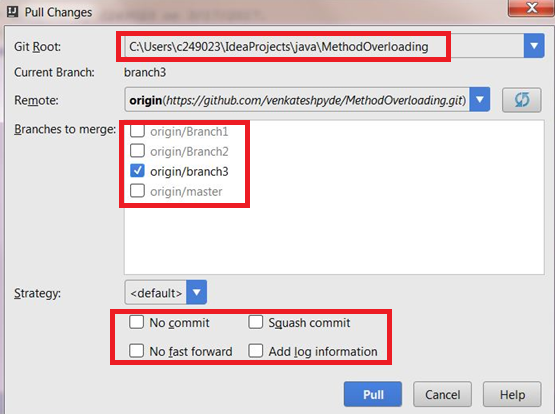 Pull Changes
Git Root: C:\Users\c249023\IdeaProjects\java\MethodOverloading
Current Branch: branch3
Remote: origin(https://github.com/venkateshpyde/MethodOverloading.git)
Branches to merge: origin/Branch1
origin/Branch2
origin/branch3
origin/master
Strategy: <default>
No commit Squash commit
No fast forward Add log information
Pull Cancel Help